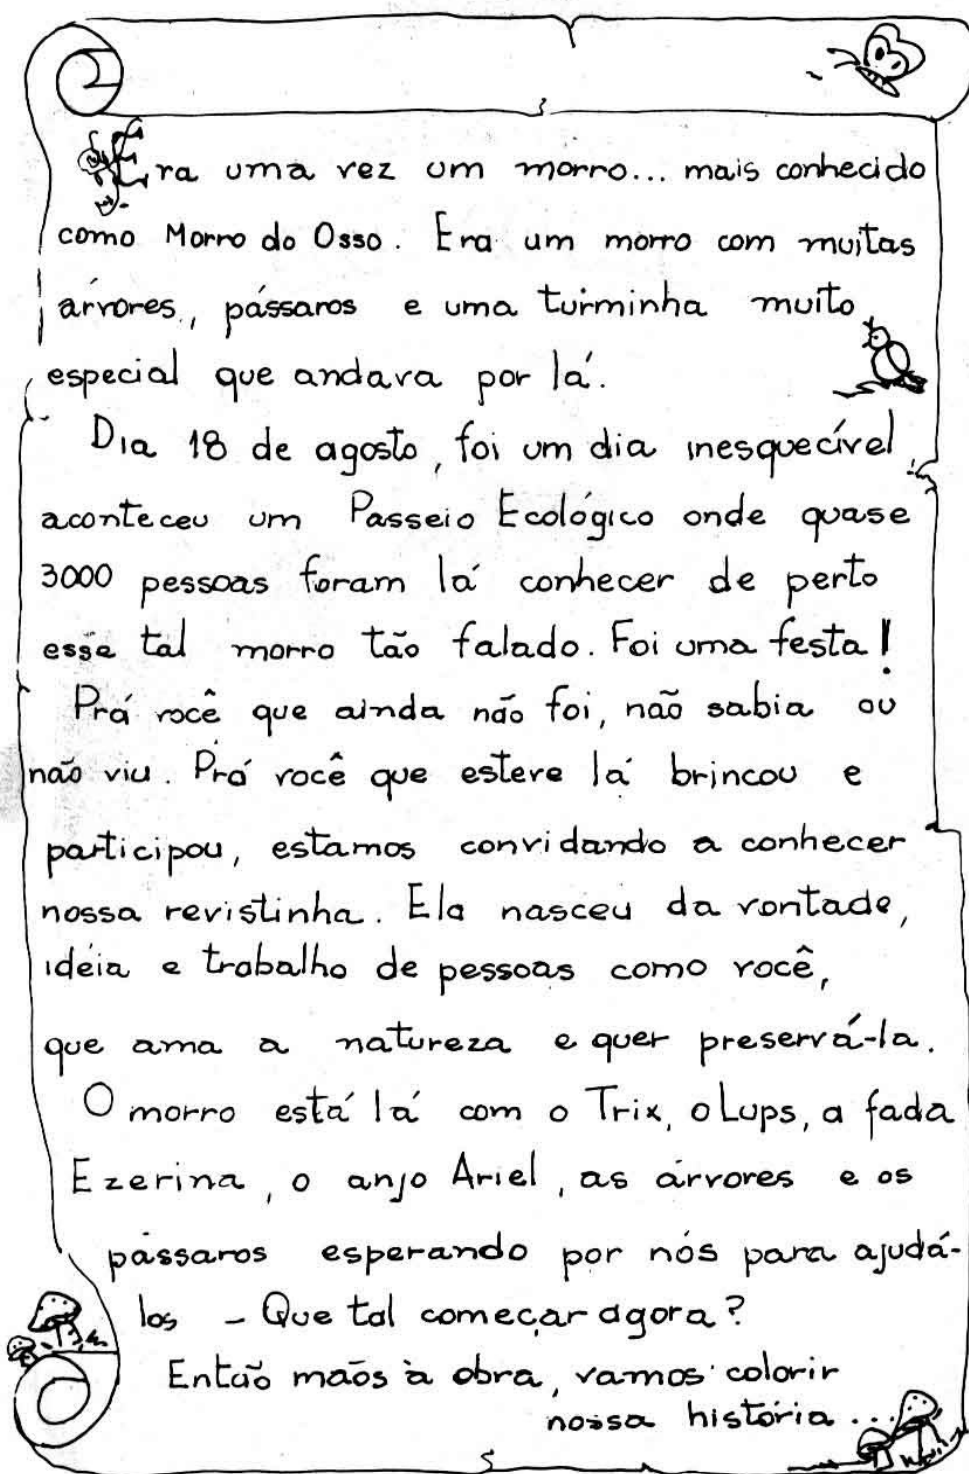 Era uma vez um morro... mais conhecido
como Morro do Osso. Era um morro com muitas
árvores, pássaros e uma turminha muito
especial que andava por lá.
Dia 18 de agosto, foi um dia inesquecível,
aconteceu um Passeio Ecológico onde quase
3000 pessoas foram lá conhecer de perto
esse tal morro tão falado. Foi uma festa!
Prá você que ainda não foi, não sabia ou
não viu. Prá você que esteve lá brincou e
participou, estamos convidando a conhecer
nossa revistinha. Ela nasceu da vontade,
idéia e trabalho de pessoas como você,
que ama a natureza e quer preservá-la.
O morro está lá com o Trix, o Lups, a fada
Ezerina, o anjo Ariel, as árvores e os
pássaros esperando por nós para ajudá-
los - Que tal começar agora?
Então mãos à obra, vamos colorir
nossa história...